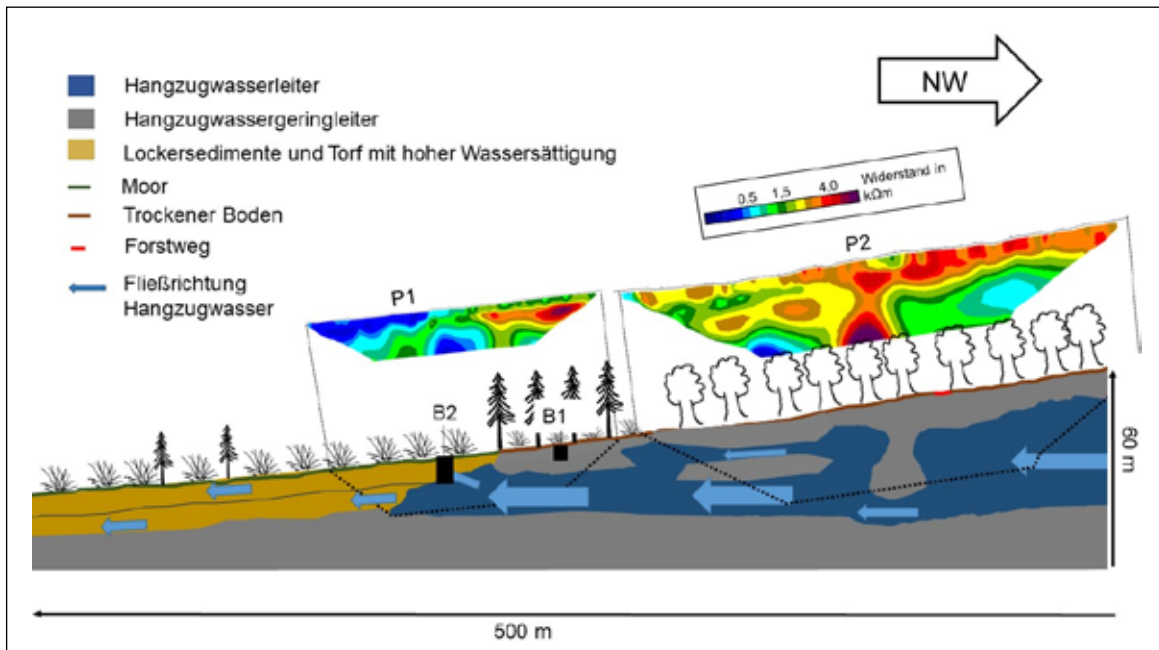 NW
Hangzugwasserleiter
Hangzugwassergeringleiter
Lockersedimente und Torf mit hoher Wassersättigung
Moor
Trockener Boden
Forstweg
Fließrichtung
Hangzugwasser
0.5 1,5 4,0 Widerstand in
kΩm
P1
P2
B2
B1
60 m
500 m